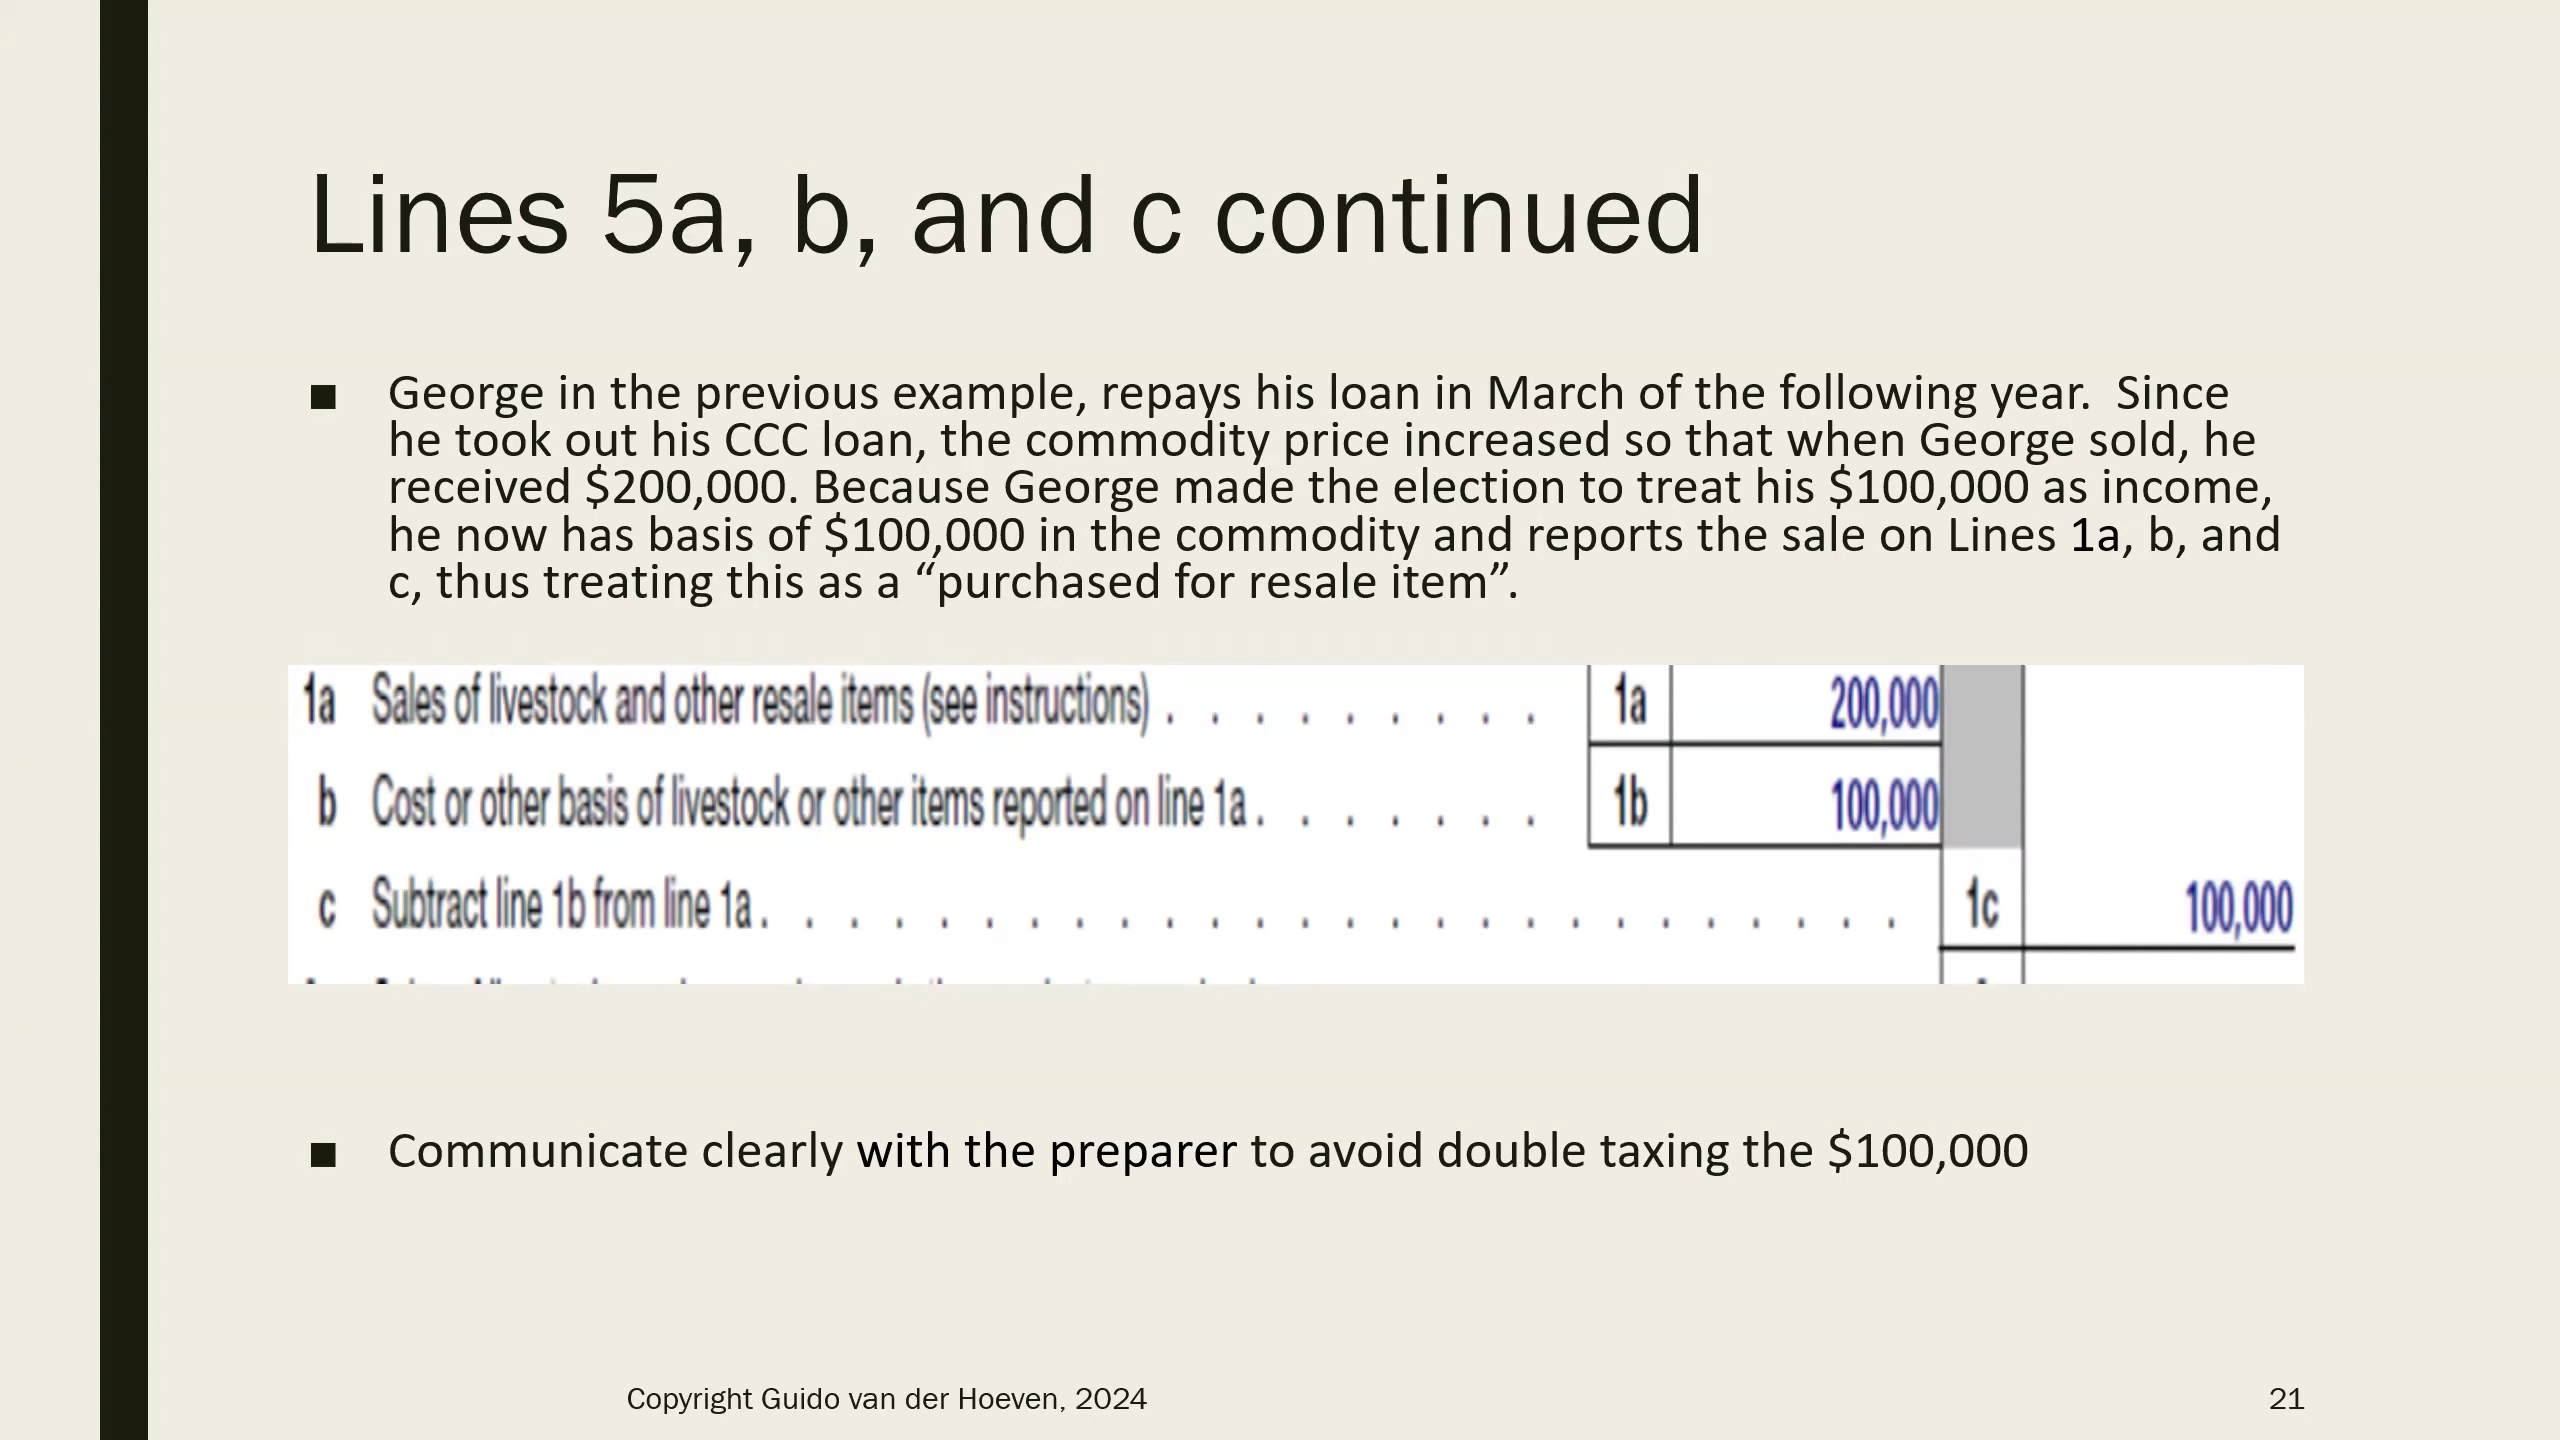 Lines 5a, b, and c continued
■ George in the previous example, repays his loan in March of the following year.  Since
he took out his CCC loan, the commodity price increased so that when George sold, he
received $200,000. Because George made the election to treat his $100,000 as income,
he now has basis of $100,000 in the commodity and reports the sale on Lines 1a, b, and
c, thus treating this as a “purchased for resale item”.
1a Sales of livestock and other resale items (see instructions) . . . . . . . . . 1a 200,000
b Cost or other basis of livestock or other items reported on line 1a . . . . . . . 1b 100,000
c Subtract line 1b from line 1a . . . . . . . . . . . . . . . . . . . . . . . . . . 1c 100,000
■ Communicate clearly with the preparer to avoid double taxing the $100,000
Copyright Guido van der Hoeven, 2024 21